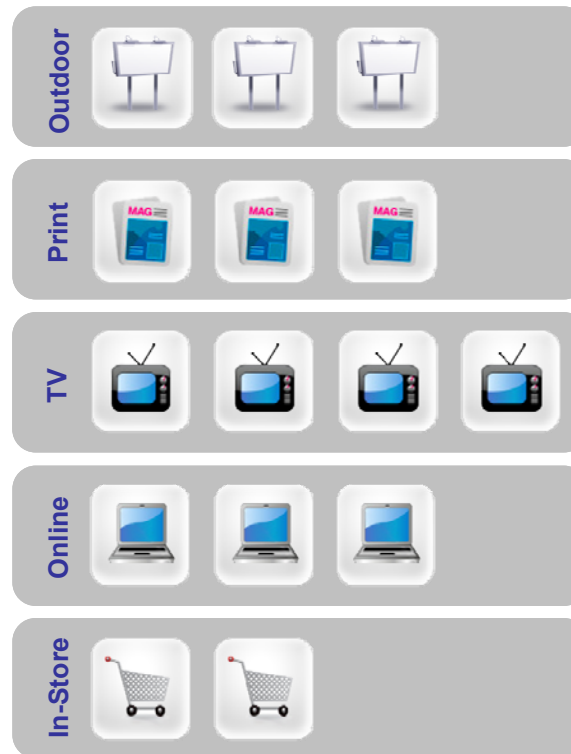 Outdoor
Print
MAG
MAG
MAG
TV
Online
In-Store